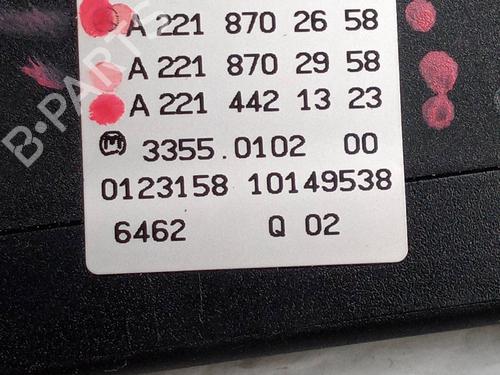 A 221 870 26 58
A 221 870 29 58
A 221 442 13 23
M 3355.0102 00
0123158 10149538
6462 Q 02
B-PARTS